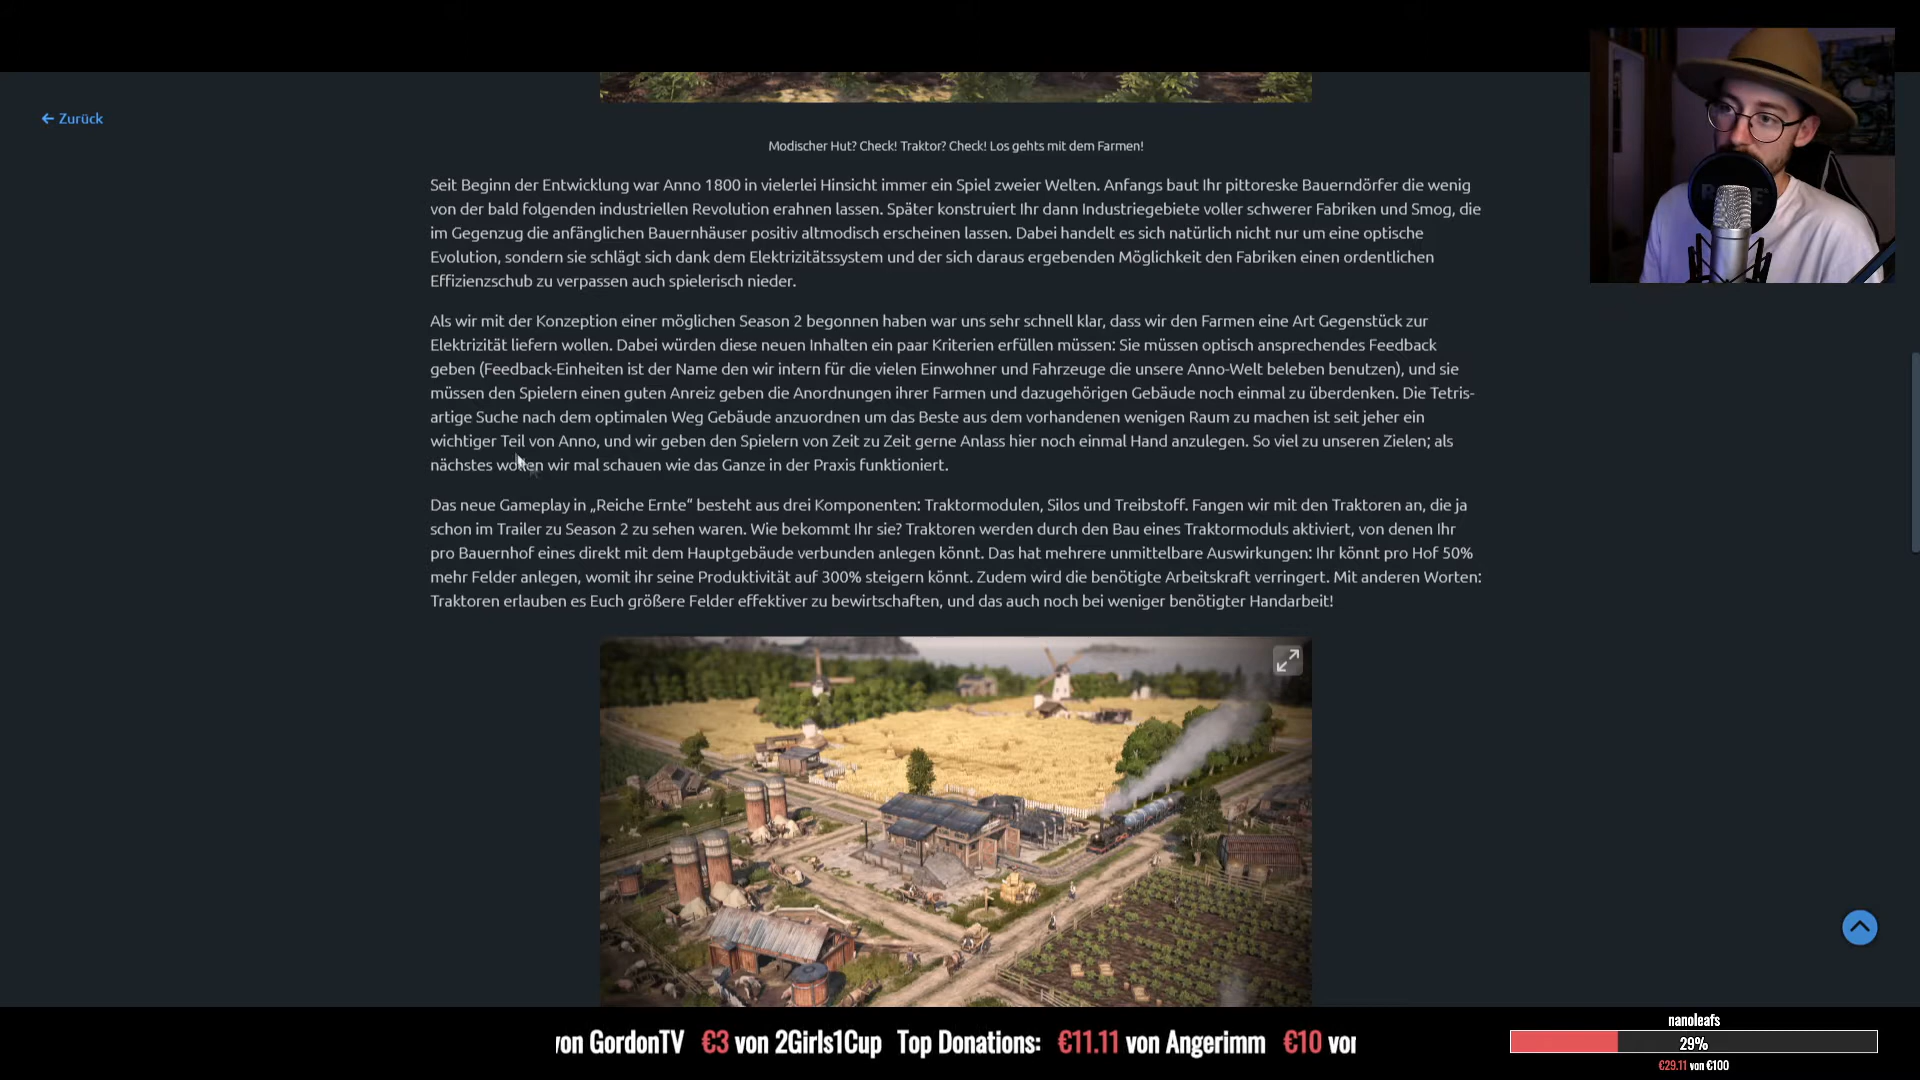 ← Zurück
Modischer Hut? Check! Traktor? Check! Los gehts mit dem Farmen!
Seit Beginn der Entwicklung war Anno 1800 in vielerlei Hinsicht immer ein Spiel zweier Welten. Anfangs baut Ihr pittoreske Bauerndörfer die wenig
von der bald folgenden industriellen Revolution erahnen lassen. Später konstruiert Ihr dann Industriegebiete voller schwerer Fabriken und Smog, die
im Gegenzug die anfänglichen Bauernhäuser positiv altmodisch erscheinen lassen. Dabei handelt es sich natürlich nicht nur um eine optische
Evolution, sondern sie schlägt sich dank dem Elektrizitätssystem und der sich daraus ergebenden Möglichkeit den Fabriken einen ordentlichen
Effizienzschub zu verpassen auch spielerisch nieder.
Als wir mit der Konzeption einer möglichen Season 2 begonnen haben war uns sehr schnell klar, dass wir den Farmen eine Art Gegenstück zur
Elektrizität liefern wollen. Dabei würden diese neuen Inhalten ein paar Kriterien erfüllen müssen: Sie müssen optisch ansprechendes Feedback
geben (Feedback-Einheiten ist der Name den wir intern für die vielen Einwohner und Fahrzeuge die unsere Anno-Welt beleben benutzen), und sie
müssen den Spielern einen guten Anreiz geben die Anordnungen ihrer Farmen und dazugehörigen Gebäude noch einmal zu überdenken. Die Tetris-
artige Suche nach dem optimalen Weg Gebäude anzuordnen um das Beste aus dem vorhandenen wenigen Raum zu machen ist seit jeher ein
wichtiger Teil von Anno, und wir geben den Spielern von Zeit zu Zeit gerne Anlass hier noch einmal Hand anzulegen. So viel zu unseren Zielen; als
nächstes wollen wir mal schauen wie das Ganze in der Praxis funktioniert.
Das neue Gameplay in „Reiche Ernte“ besteht aus drei Komponenten: Traktormodulen, Silos und Treibstoff. Fangen wir mit den Traktoren an, die ja
schon im Trailer zu Season 2 zu sehen waren. Wie bekommt Ihr sie? Traktoren werden durch den Bau eines Traktormoduls aktiviert, von denen Ihr
pro Bauernhof eines direkt mit dem Hauptgebäude verbunden anlegen könnt. Das hat mehrere unmittelbare Auswirkungen: Ihr könnt pro Hof 50%
mehr Felder anlegen, womit ihr seine Produktivität auf 300% steigern könnt. Zudem wird die benötigte Arbeitskraft verringert. Mit anderen Worten:
Traktoren erlauben es Euch größere Felder effektiver zu bewirtschaften, und das auch noch bei weniger benötigter Handarbeit!
von GordonTV €3 von 2Girls1Cup Top Donations: €11.11 von Angerimm €10 vor
nanoleafs
29%
€29.11 von €100